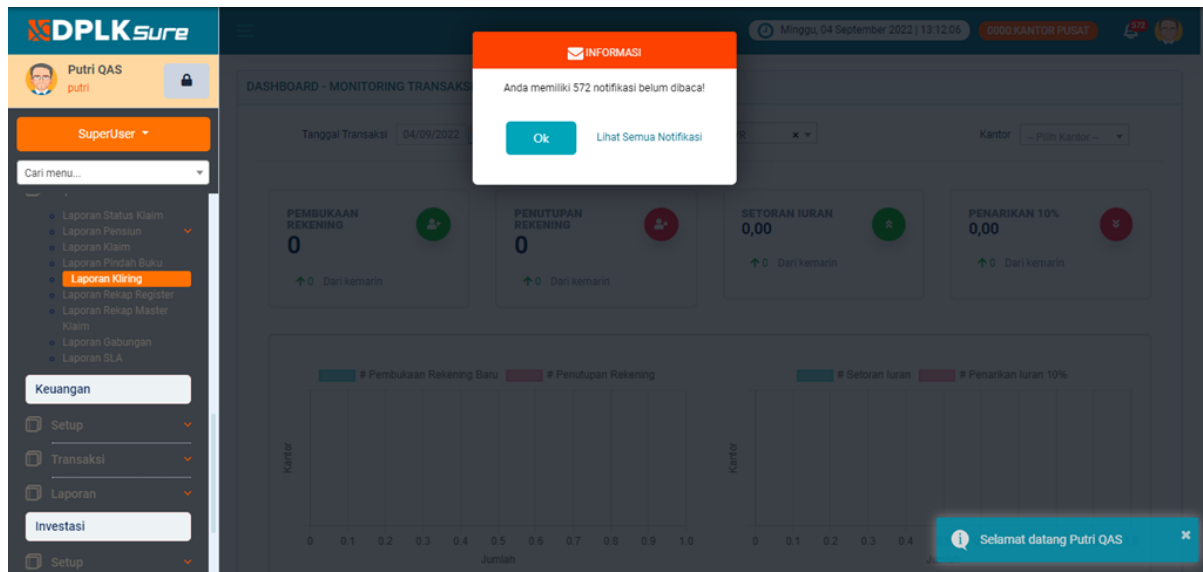 DPLKSure
Putri QAS
putri
SuperUser
Cari menu...
Laporan Status Klaim
Laporan Pensiun
Laporan Klaim
Laporan Pindah Buku
Laporan Kliring
Laporan Rekap Register
Laporan Rekap Master
Klaim
Laporan Gabungan
Laporan SLA
Keuangan
Setup
Transaksi
Laporan
Investasi
Setup
Minggu, 04 September 2022 | 13:12:06
0000:KANTOR PUSAT
572
INFORMASI
Anda memiliki 572 notifikasi belum dibaca!
Ok
Lihat Semua Notifikasi
DASHBOARD - MONITORING TRANSAKS
Tanggal Transaksi 04/09/2022
Kantor -- Pilih Kantor --
PEMBUKAAN
REKENING
0
0 Dari kemarin
PENUTUPAN
REKENING
0
0 Dari kemarin
SETORAN IURAN
0,00
0 Dari kemarin
PENARIKAN 10%
0,00
0 Dari kemarin
# Pembukaan Rekening Baru # Penutupan Rekening
Kantor
0 0.1 0.2 0.3 0.4 0.5 0.6 0.7 0.8 0.9 1.0
Jumlah
# Setoran Iuran # Penarikan Iuran 10%
Kantor
0 0.1 0.2 0.3 0.4
Selamat datang Putri QAS